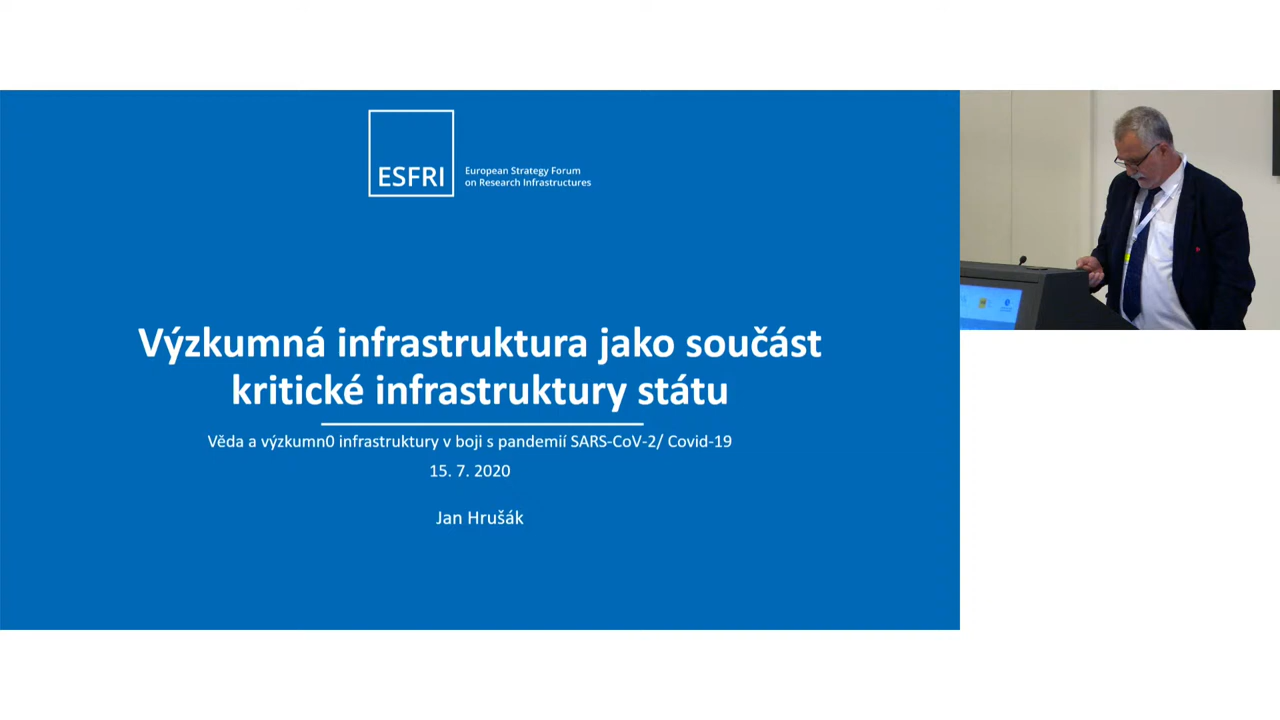 ESFRI
European Strategy Forum
on Research Infrastructures
Výzkumná infrastruktura jako součást
kritické infrastruktury státu
Věda a výzkumn0 infrastruktury v boji s pandemií SARS-CoV-2/ Covid-19
15. 7. 2020
Jan Hrušák